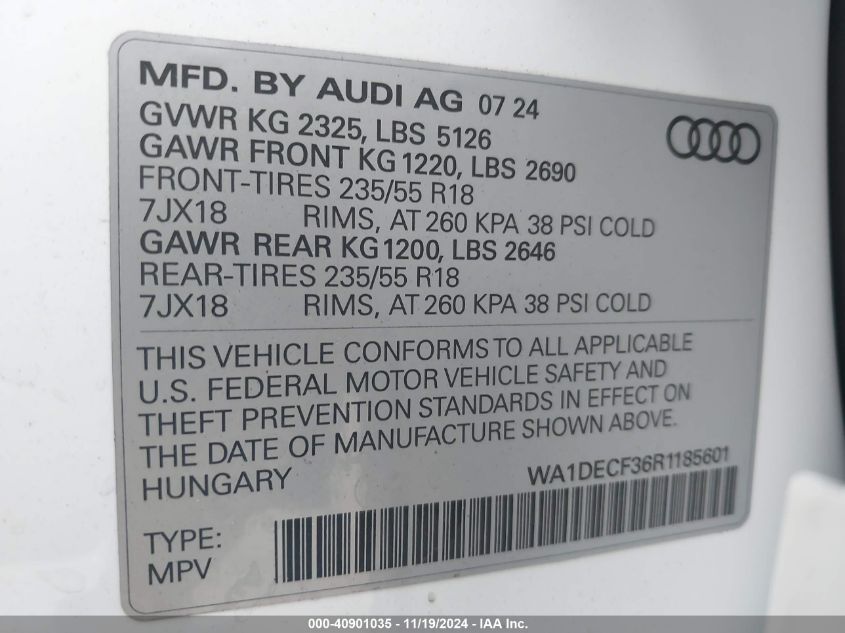 MFD. BY AUDI AG 07 24
GVWR KG 2325, LBS 5126
GAWR FRONT KG 1220, LBS 2690
FRONT-TIRES 235/55 R18
7JX18 RIMS, AT 260 KPA 38 PSI COLD
GAWR REAR KG 1200, LBS 2646
REAR-TIRES 235/55 R18
7JX18 RIMS, AT 260 KPA 38 PSI COLD
THIS VEHICLE CONFORMS TO ALL APPLICABLE
U.S. FEDERAL MOTOR VEHICLE SAFETY AND
THEFT PREVENTION STANDARDS IN EFFECT ON
THE DATE OF MANUFACTURE SHOWN ABOVE.
HUNGARY WA1DECF36R1185601
TYPE:
MPV
000-40901035 - 11/19/2024 - IAA Inc.